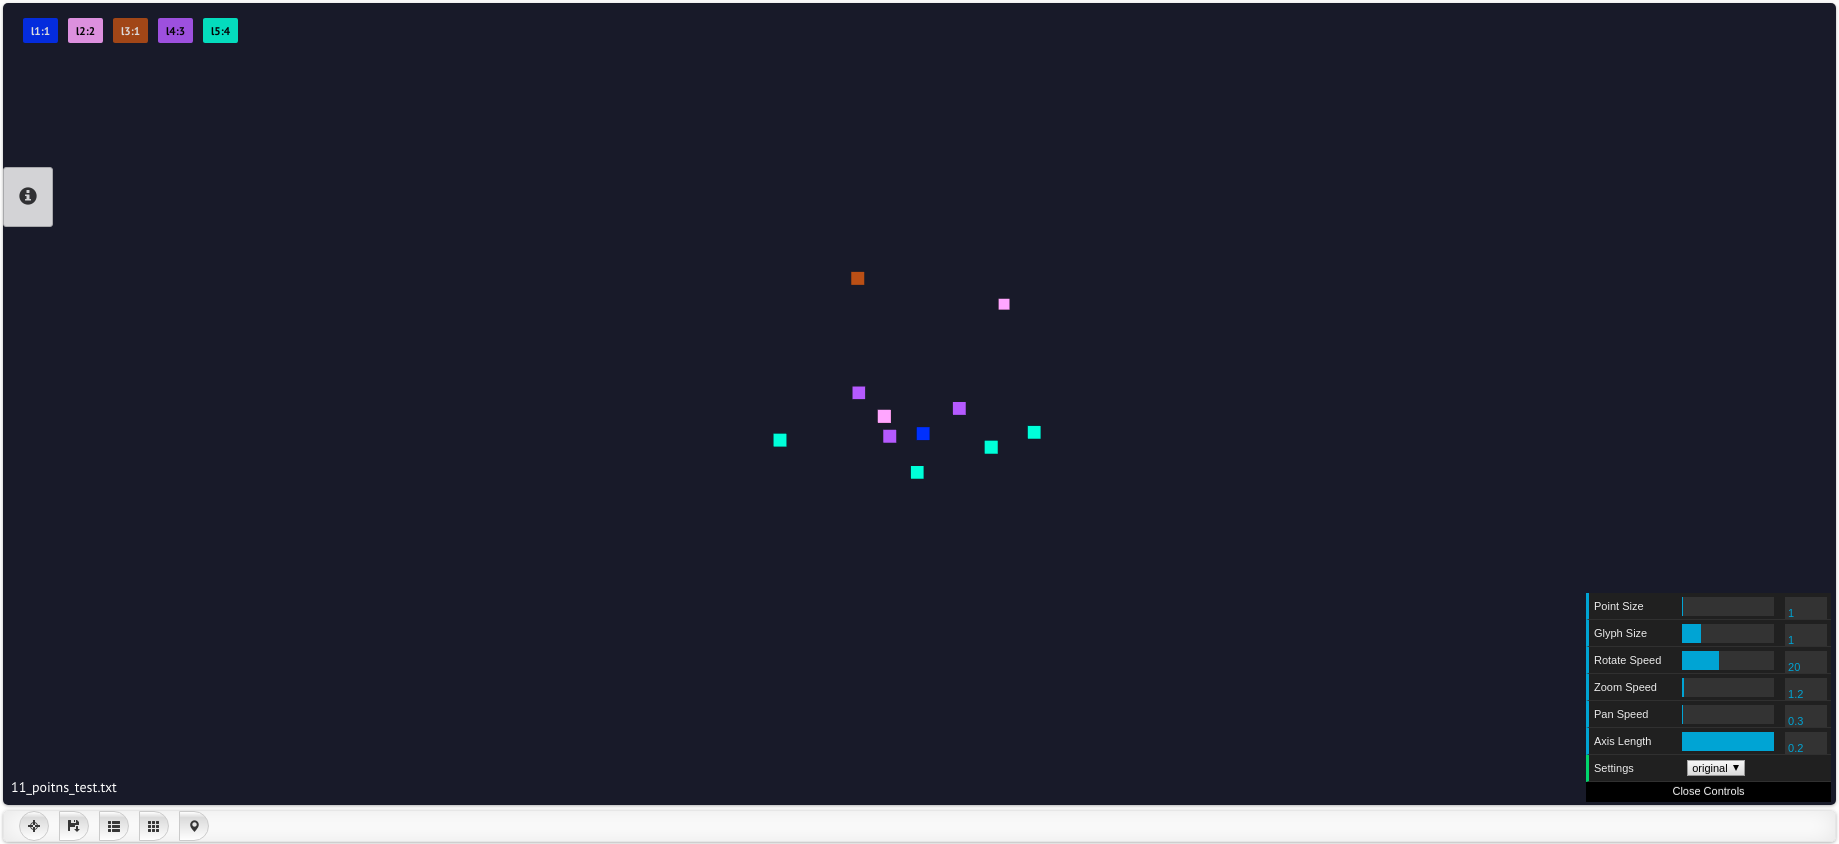 l1:1 l2:2 l3:1 l4:3 l5:4
Point Size 1
Glyph Size 1
Rotate Speed 20
Zoom Speed 1.2
Pan Speed 0.3
Axis Length 0.2
Settings original ▼
Close Controls
11_poitns_test.txt